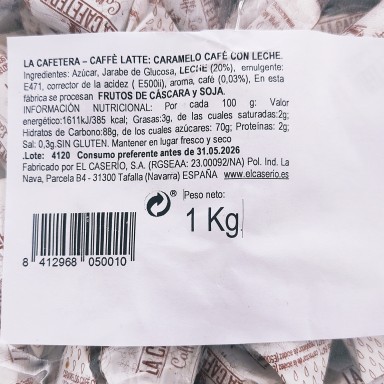 LA CAFETERA – CAFFÈ LATTE: CARAMELO CAFÉ CON LECHE.
Ingredientes: Azúcar, Jarabe de Glucosa, LECHE (20%), emulgente:
E471, corrector de la acidez ( E500ii), aroma, café (0,03%), En esta
fábrica se procesan FRUTOS DE CÁSCARA y SOJA.
INFORMACIÓN NUTRICIONAL: Por cada 100 g: Valor
energético:1611kJ/385 kcal; Grasas:3g, de las cuales saturadas:2g;
Hidratos de Carbono:88g, de los cuales azúcares: 70g; Proteinas: 2g;
Sal: 0,3g.SIN GLUTEN. Mantener en lugar fresco y seco
.Lote: 4120 Consumo preferente antes de 31.05.2026
Fabricado por EL CASERÍO, S.A. (RGSEAA: 23.00092/NA) Pol. Ind. La
Nava, Parcela B4 - 31300 Tafalla (Navarra) ESPAÑA www.elcaserio.es
® Peso neto:
1 Kg
8 412968 050010